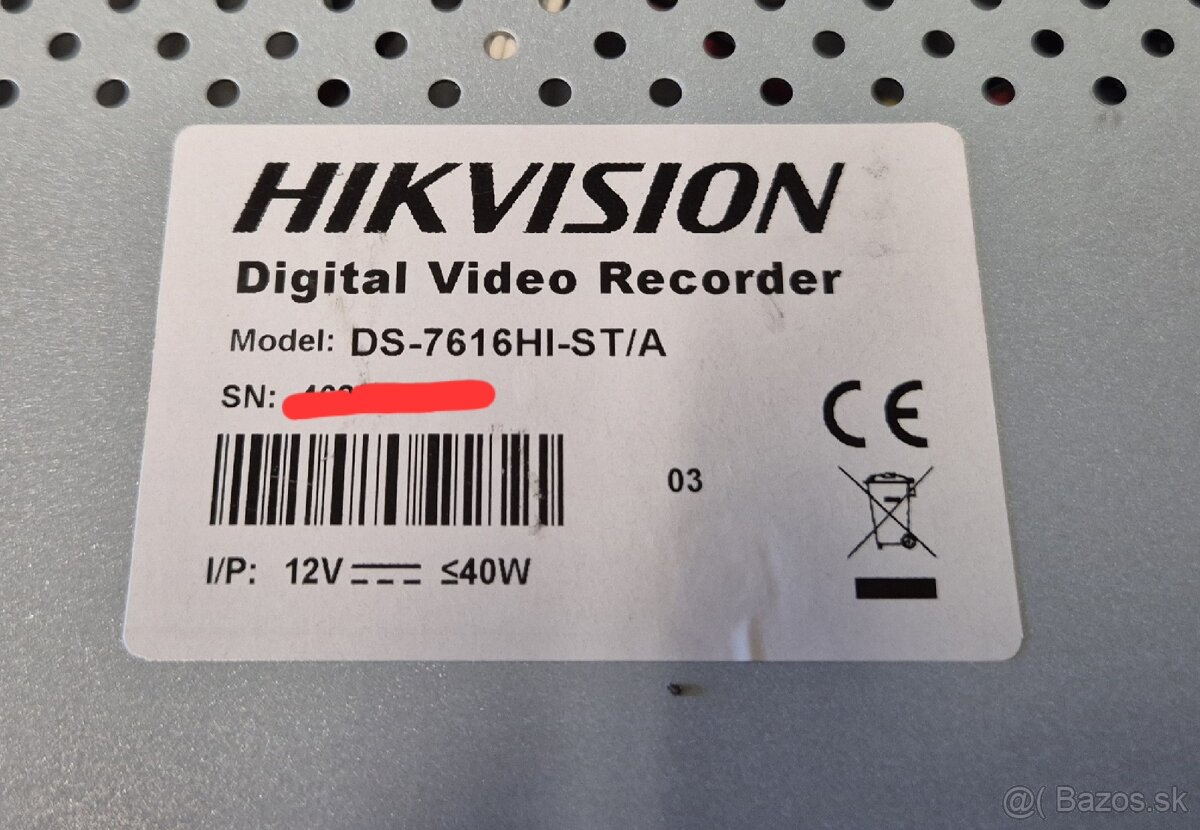 HIKVISION
Digital Video Recorder
Model: DS-7616HI-ST/A
SN:
CE
03
I/P: 12V ≤40W
@( Bazos.sk